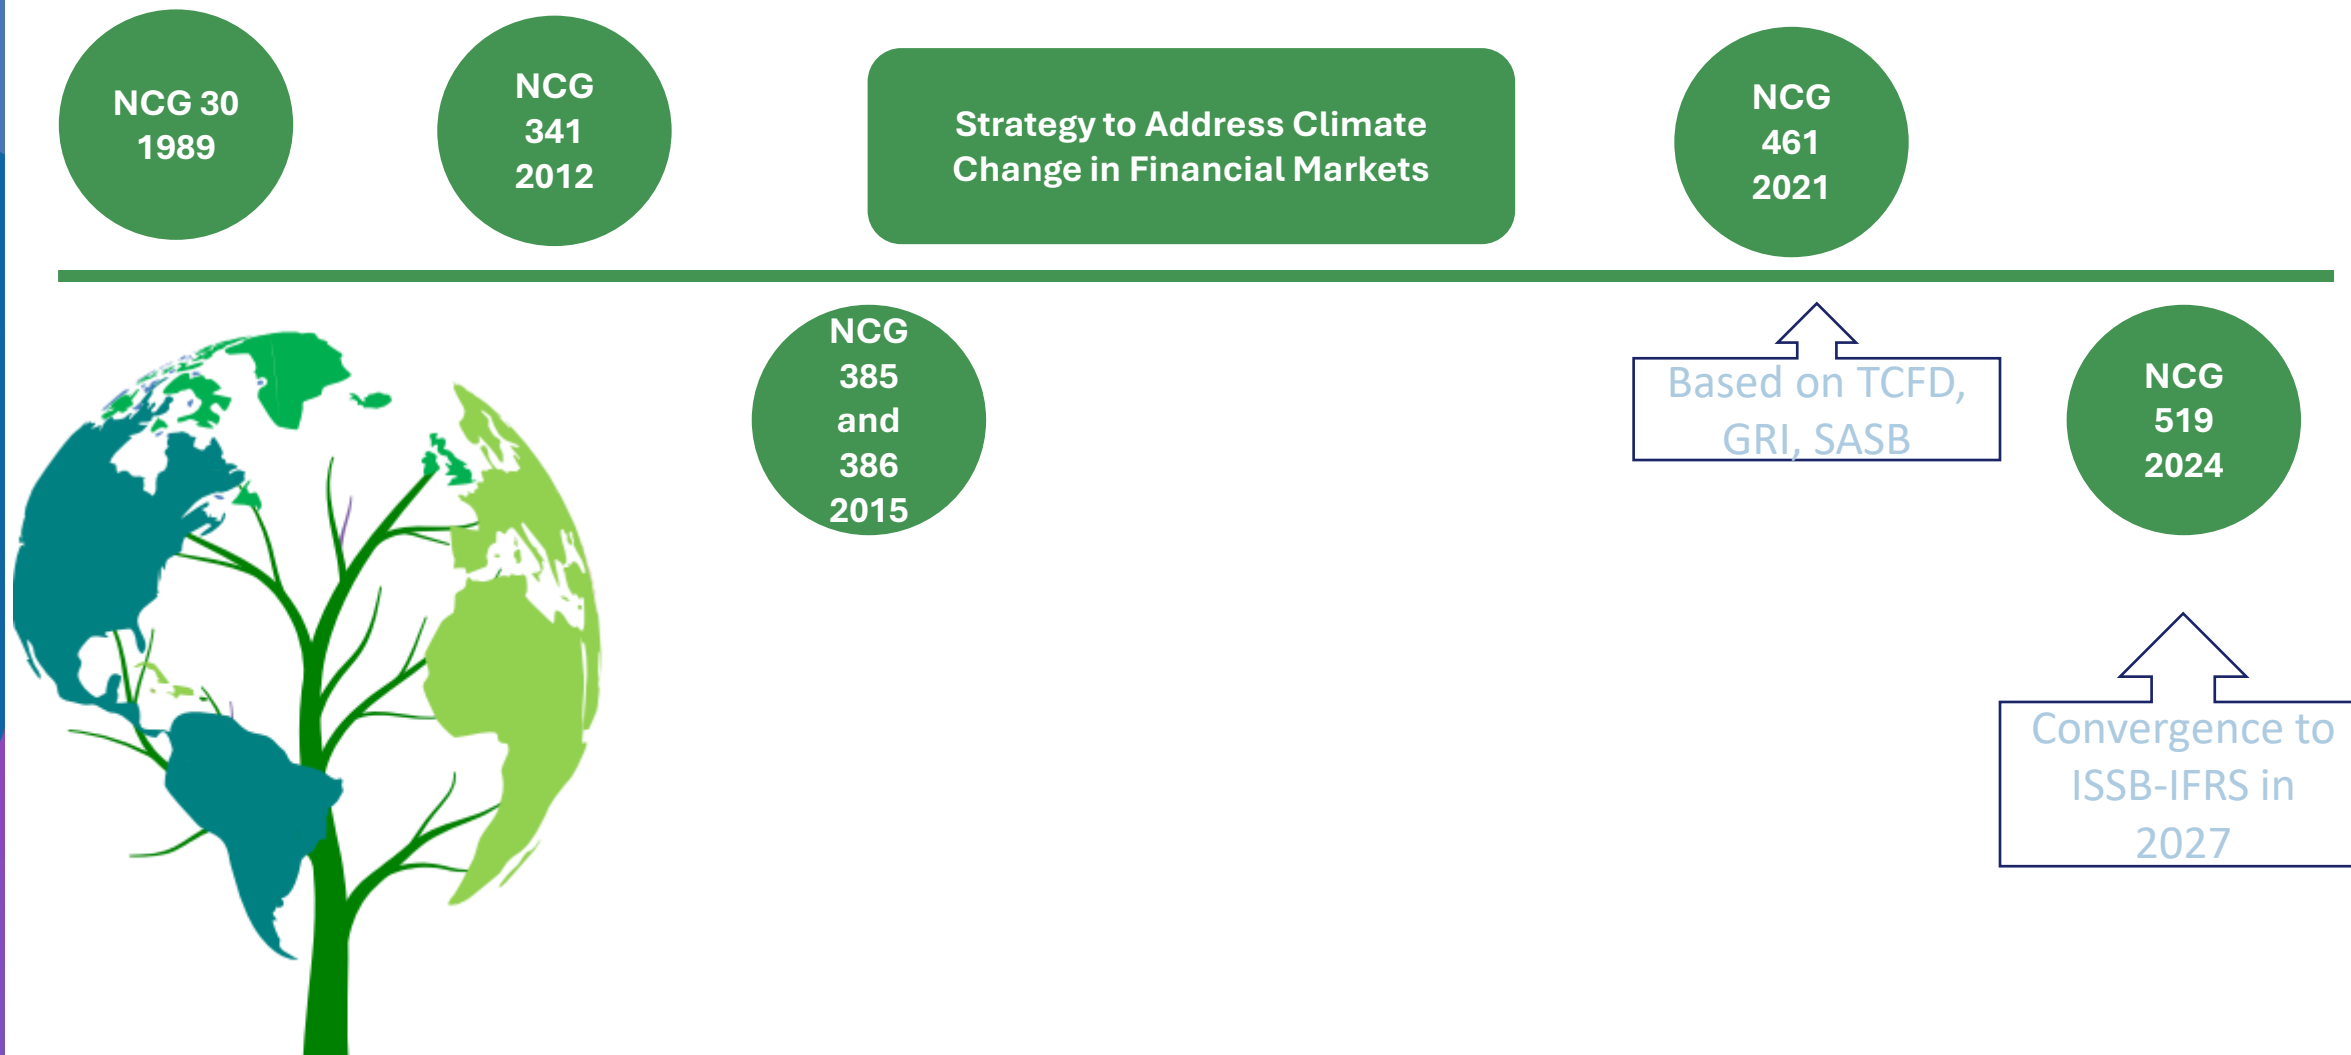 NCG 30
1989
NCG
341
2012
Strategy to Address Climate
Change in Financial Markets
NCG
461
2021
NCG
385
and
386
2015
Based on TCFD,
GRI, SASB
NCG
519
2024
Convergence to
ISSB-IFRS in
2027